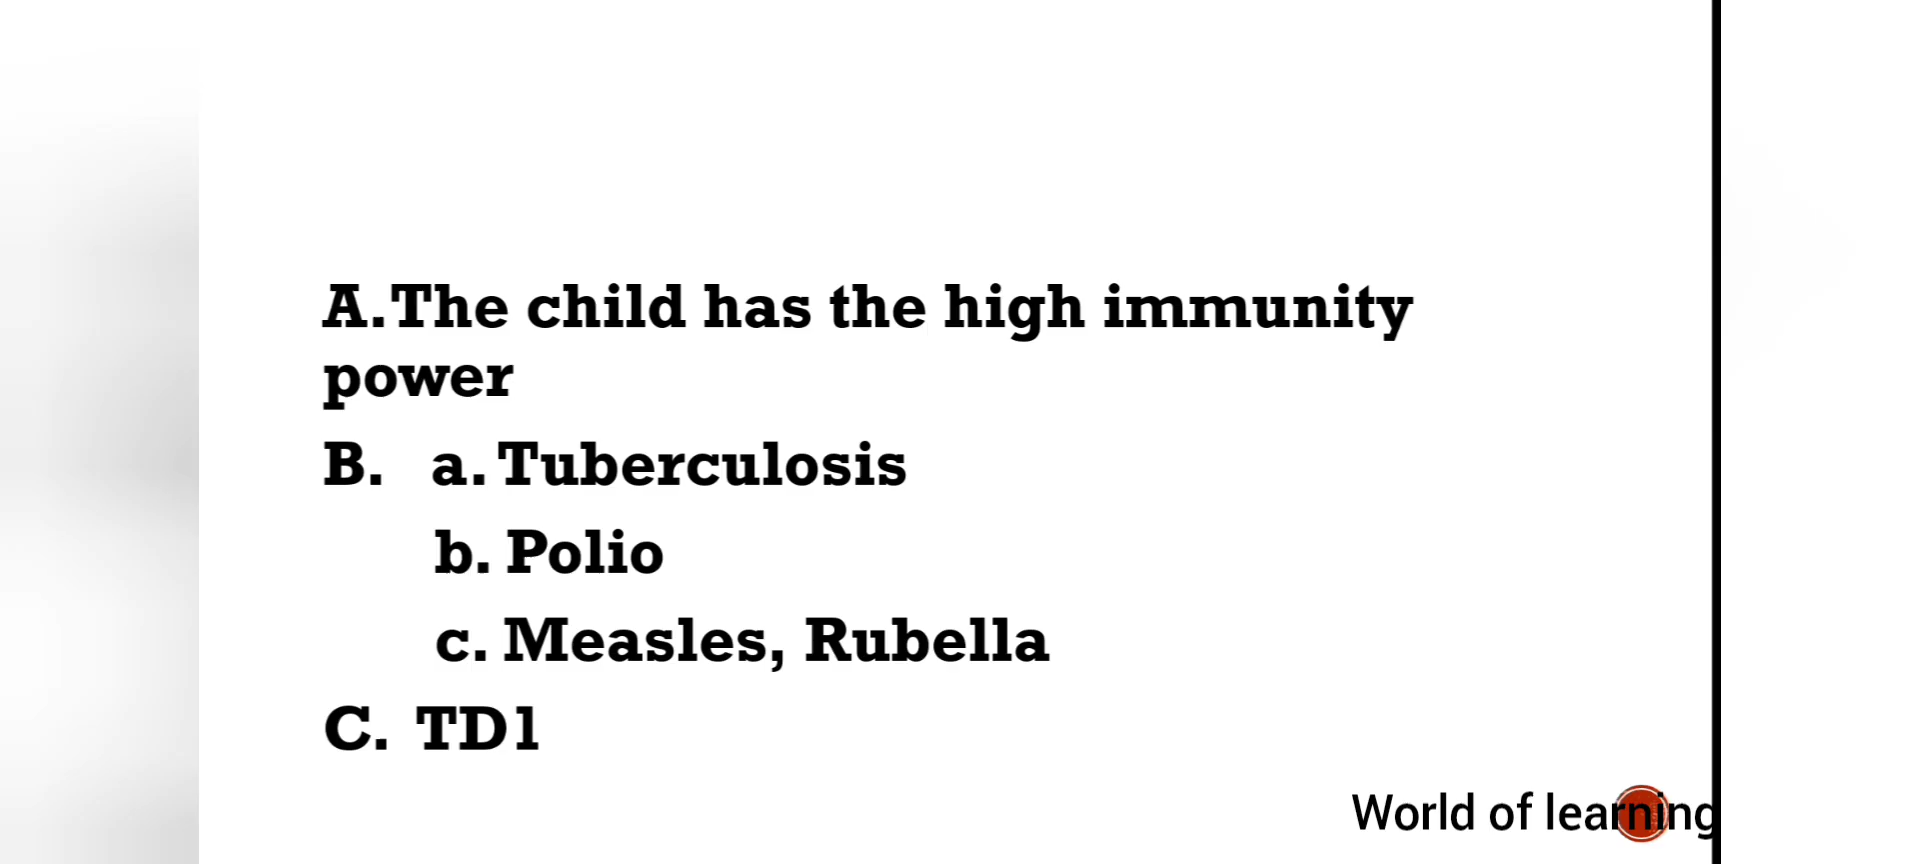 A.The child has the high immunity
power
B. a. Tuberculosis
b. Polio
c. Measles, Rubella
C. TD1
World of learning